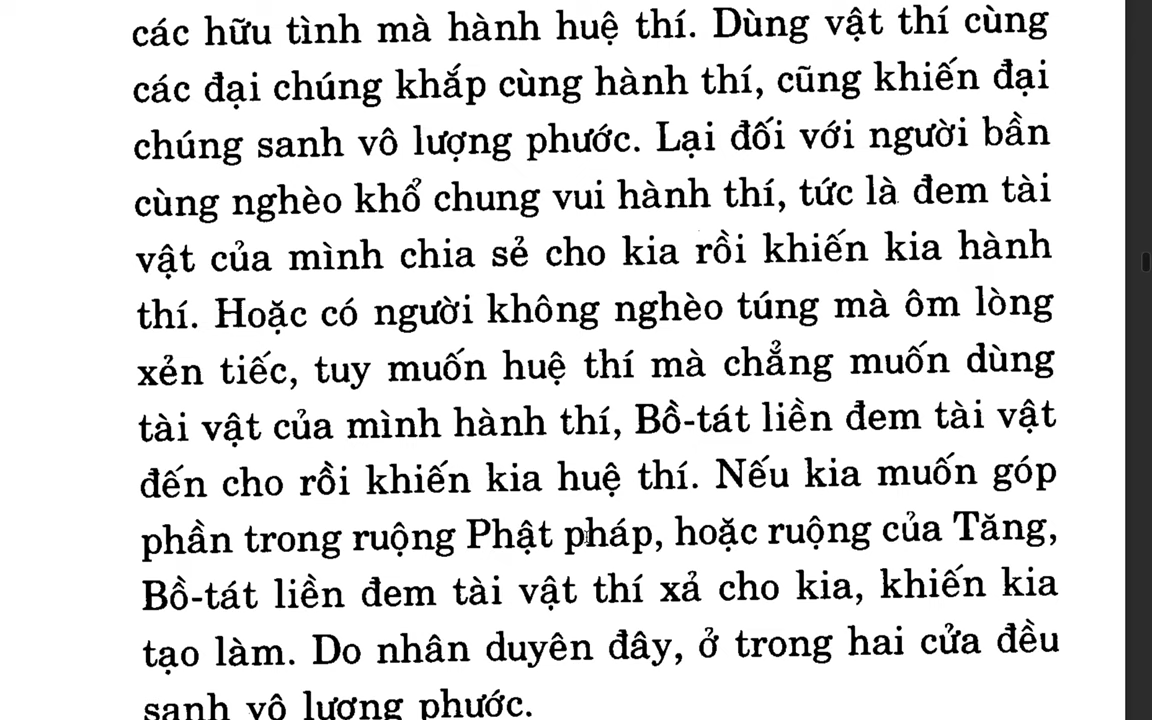 các hữu tình mà hành huệ thí. Dùng vật thí cùng
các đại chúng khắp cùng hành thí, cũng khiến đại
chúng sanh vô lượng phước. Lại đối với người bần
cùng nghèo khổ chung vui hành thí, tức là đem tài
vật của mình chia sẻ cho kia rồi khiến kia hành
thí. Hoặc có người không nghèo túng mà ôm lòng
xẻn tiếc, tuy muốn huệ thí mà chẳng muốn dùng
tài vật của mình hành thí, Bồ-tát liền đem tài vật
đến cho rồi khiến kia huệ thí. Nếu kia muốn góp
phần trong ruộng Phật pháp, hoặc ruộng của Tăng,
Bồ-tát liền đem tài vật thí xả cho kia, khiến kia
tạo làm. Do nhân duyên đây, ở trong hai cửa đều
sanh vô lượng phước.